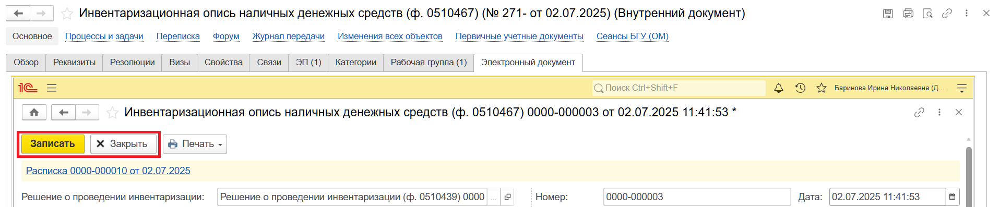 Инвентаризационная опись наличных денежных средств (ф. 0510467) (№ 271- от 02.07.2025) (Внутренний документ)
Основное Процессы и задачи Переписка Форум Журнал передачи Изменения всех объектов Первичные учетные документы Сеансы БГУ (ОМ)
Обзор Реквизиты Резолюции Визы Свойства Связи ЭП (1) Категории Рабочая группа (1) Электронный документ
1С Поиск Ctrl+Shift+F Баринова Ирина Николаевна (Д...
Инвентаризационная опись наличных денежных средств (ф. 0510467) 0000-000003 от 02.07.2025 11:41:53 *
Записать Закрыть Печать
Расписка 0000-000010 от 02.07.2025
Решение о проведении инвентаризации: Решение о проведении инвентаризации (ф. 0510439) 0000 ... Номер: 0000-000003 Дата: 02.07.2025 11:41:53